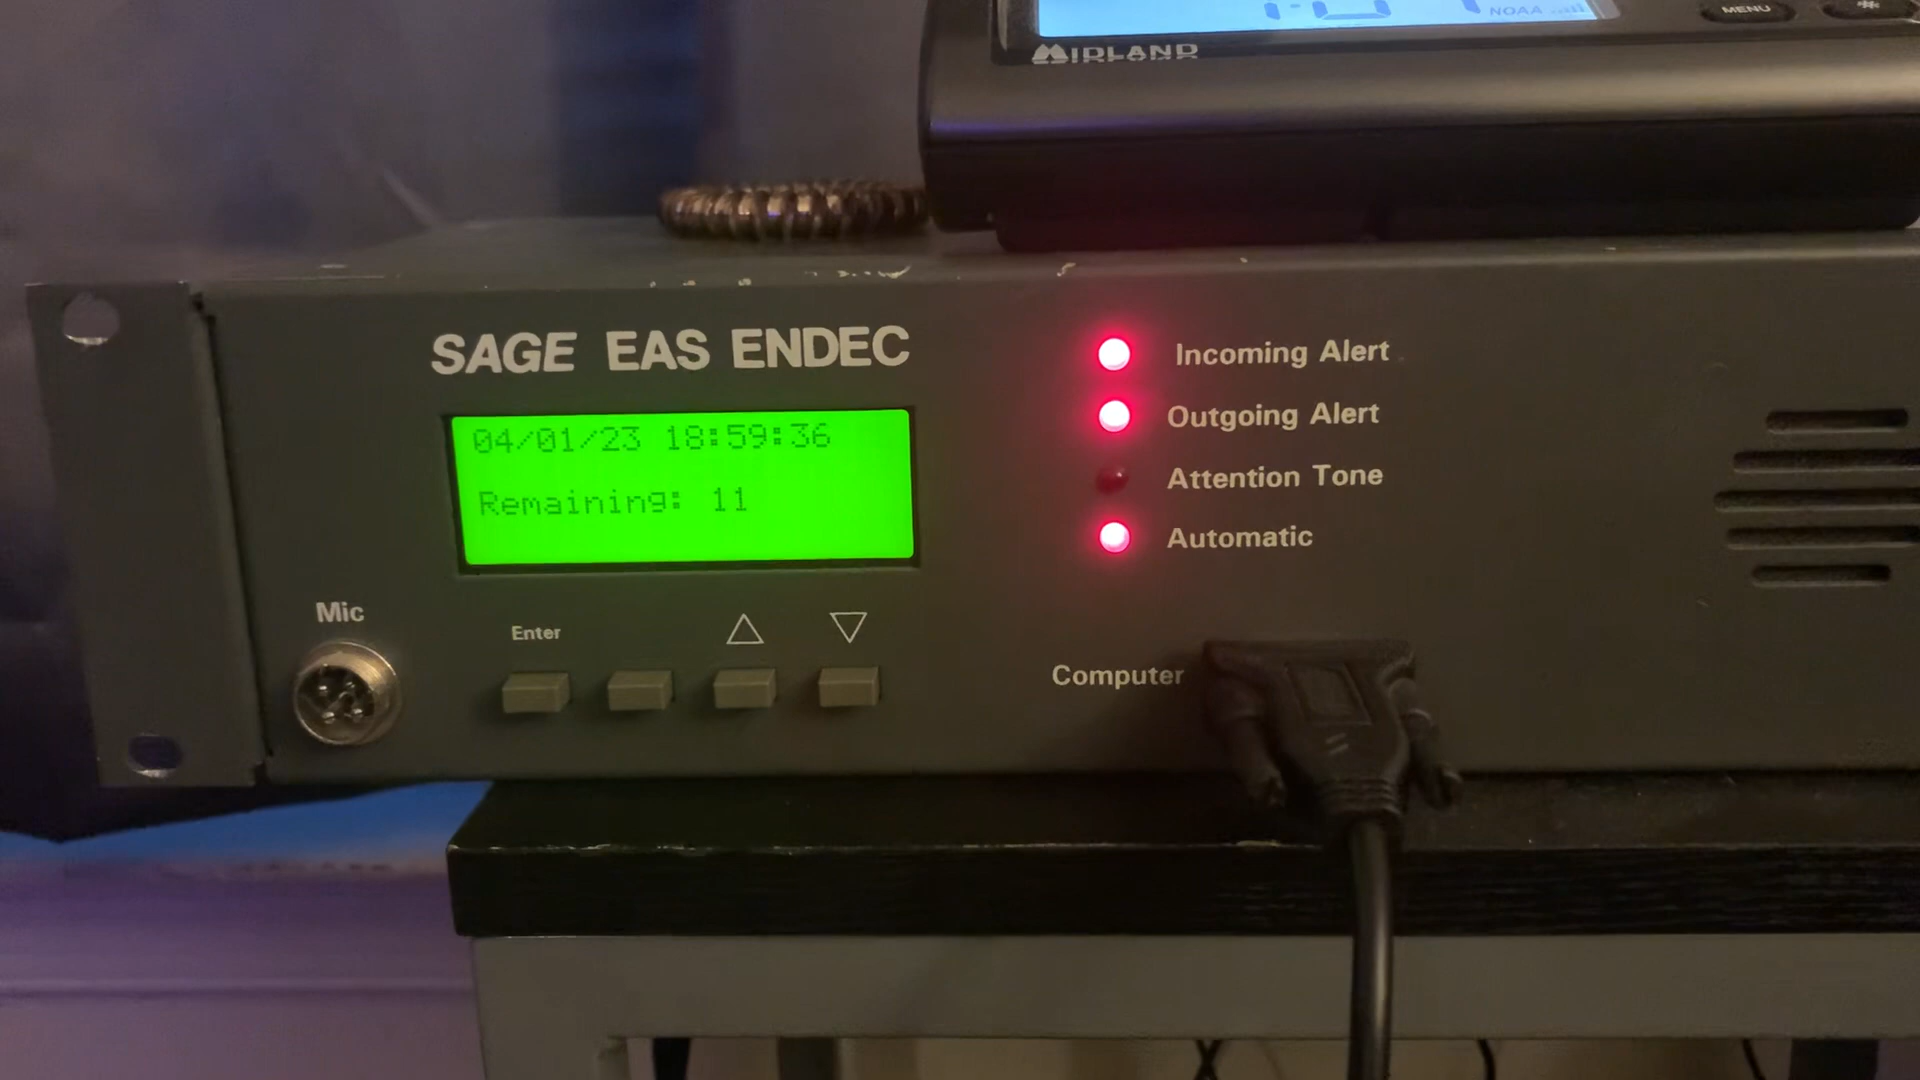 NOAA
MENU
MIDLAND
SAGE EAS ENDEC
04/01/23 18:59:36
Remaining: 11
Incoming Alert
Outgoing Alert
Attention Tone
Automatic
Mic
Enter
Computer